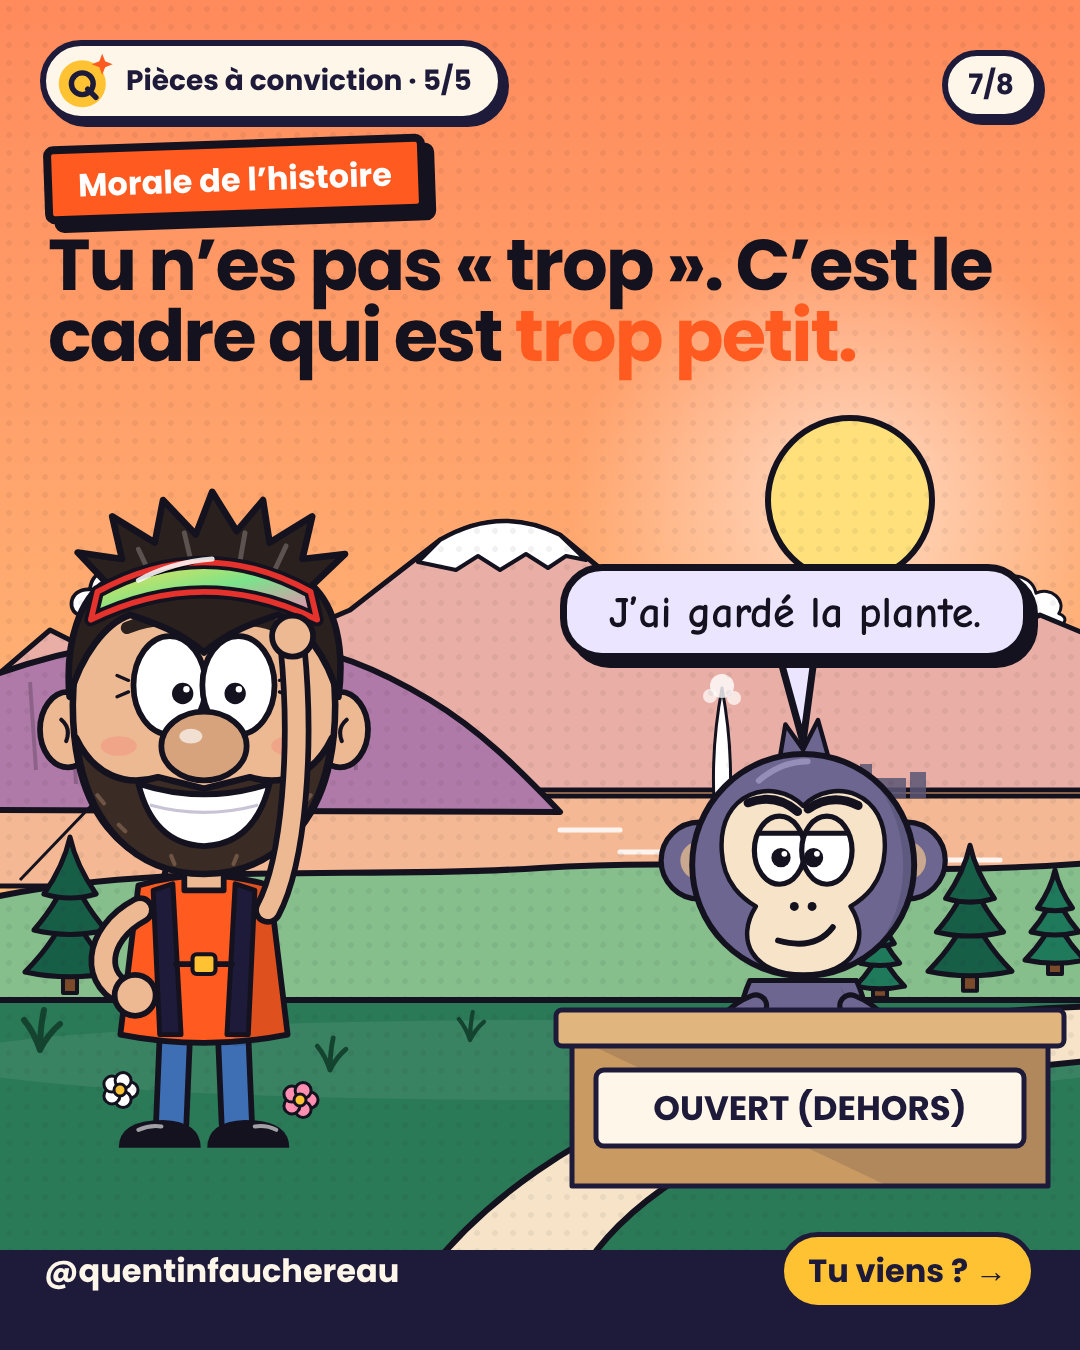 Q Pièces à conviction · 5/5
7/8
Morale de l’histoire
Tu n’es pas « trop ». C’est le
cadre qui est trop petit.
J’ai gardé la plante.
OUVERT (DEHORS)
@quentinfauchereau
Tu viens ? →